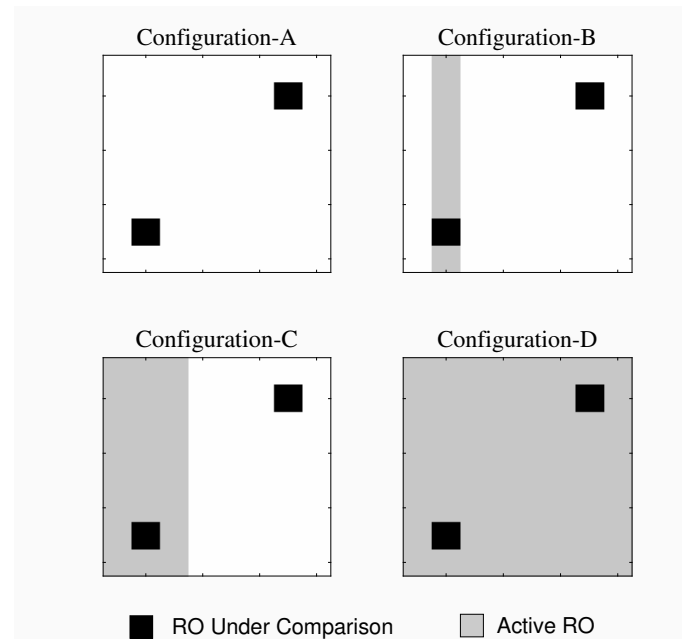 Configuration-A
Configuration-B
Configuration-C
Configuration-D
RO Under Comparison
Active RO